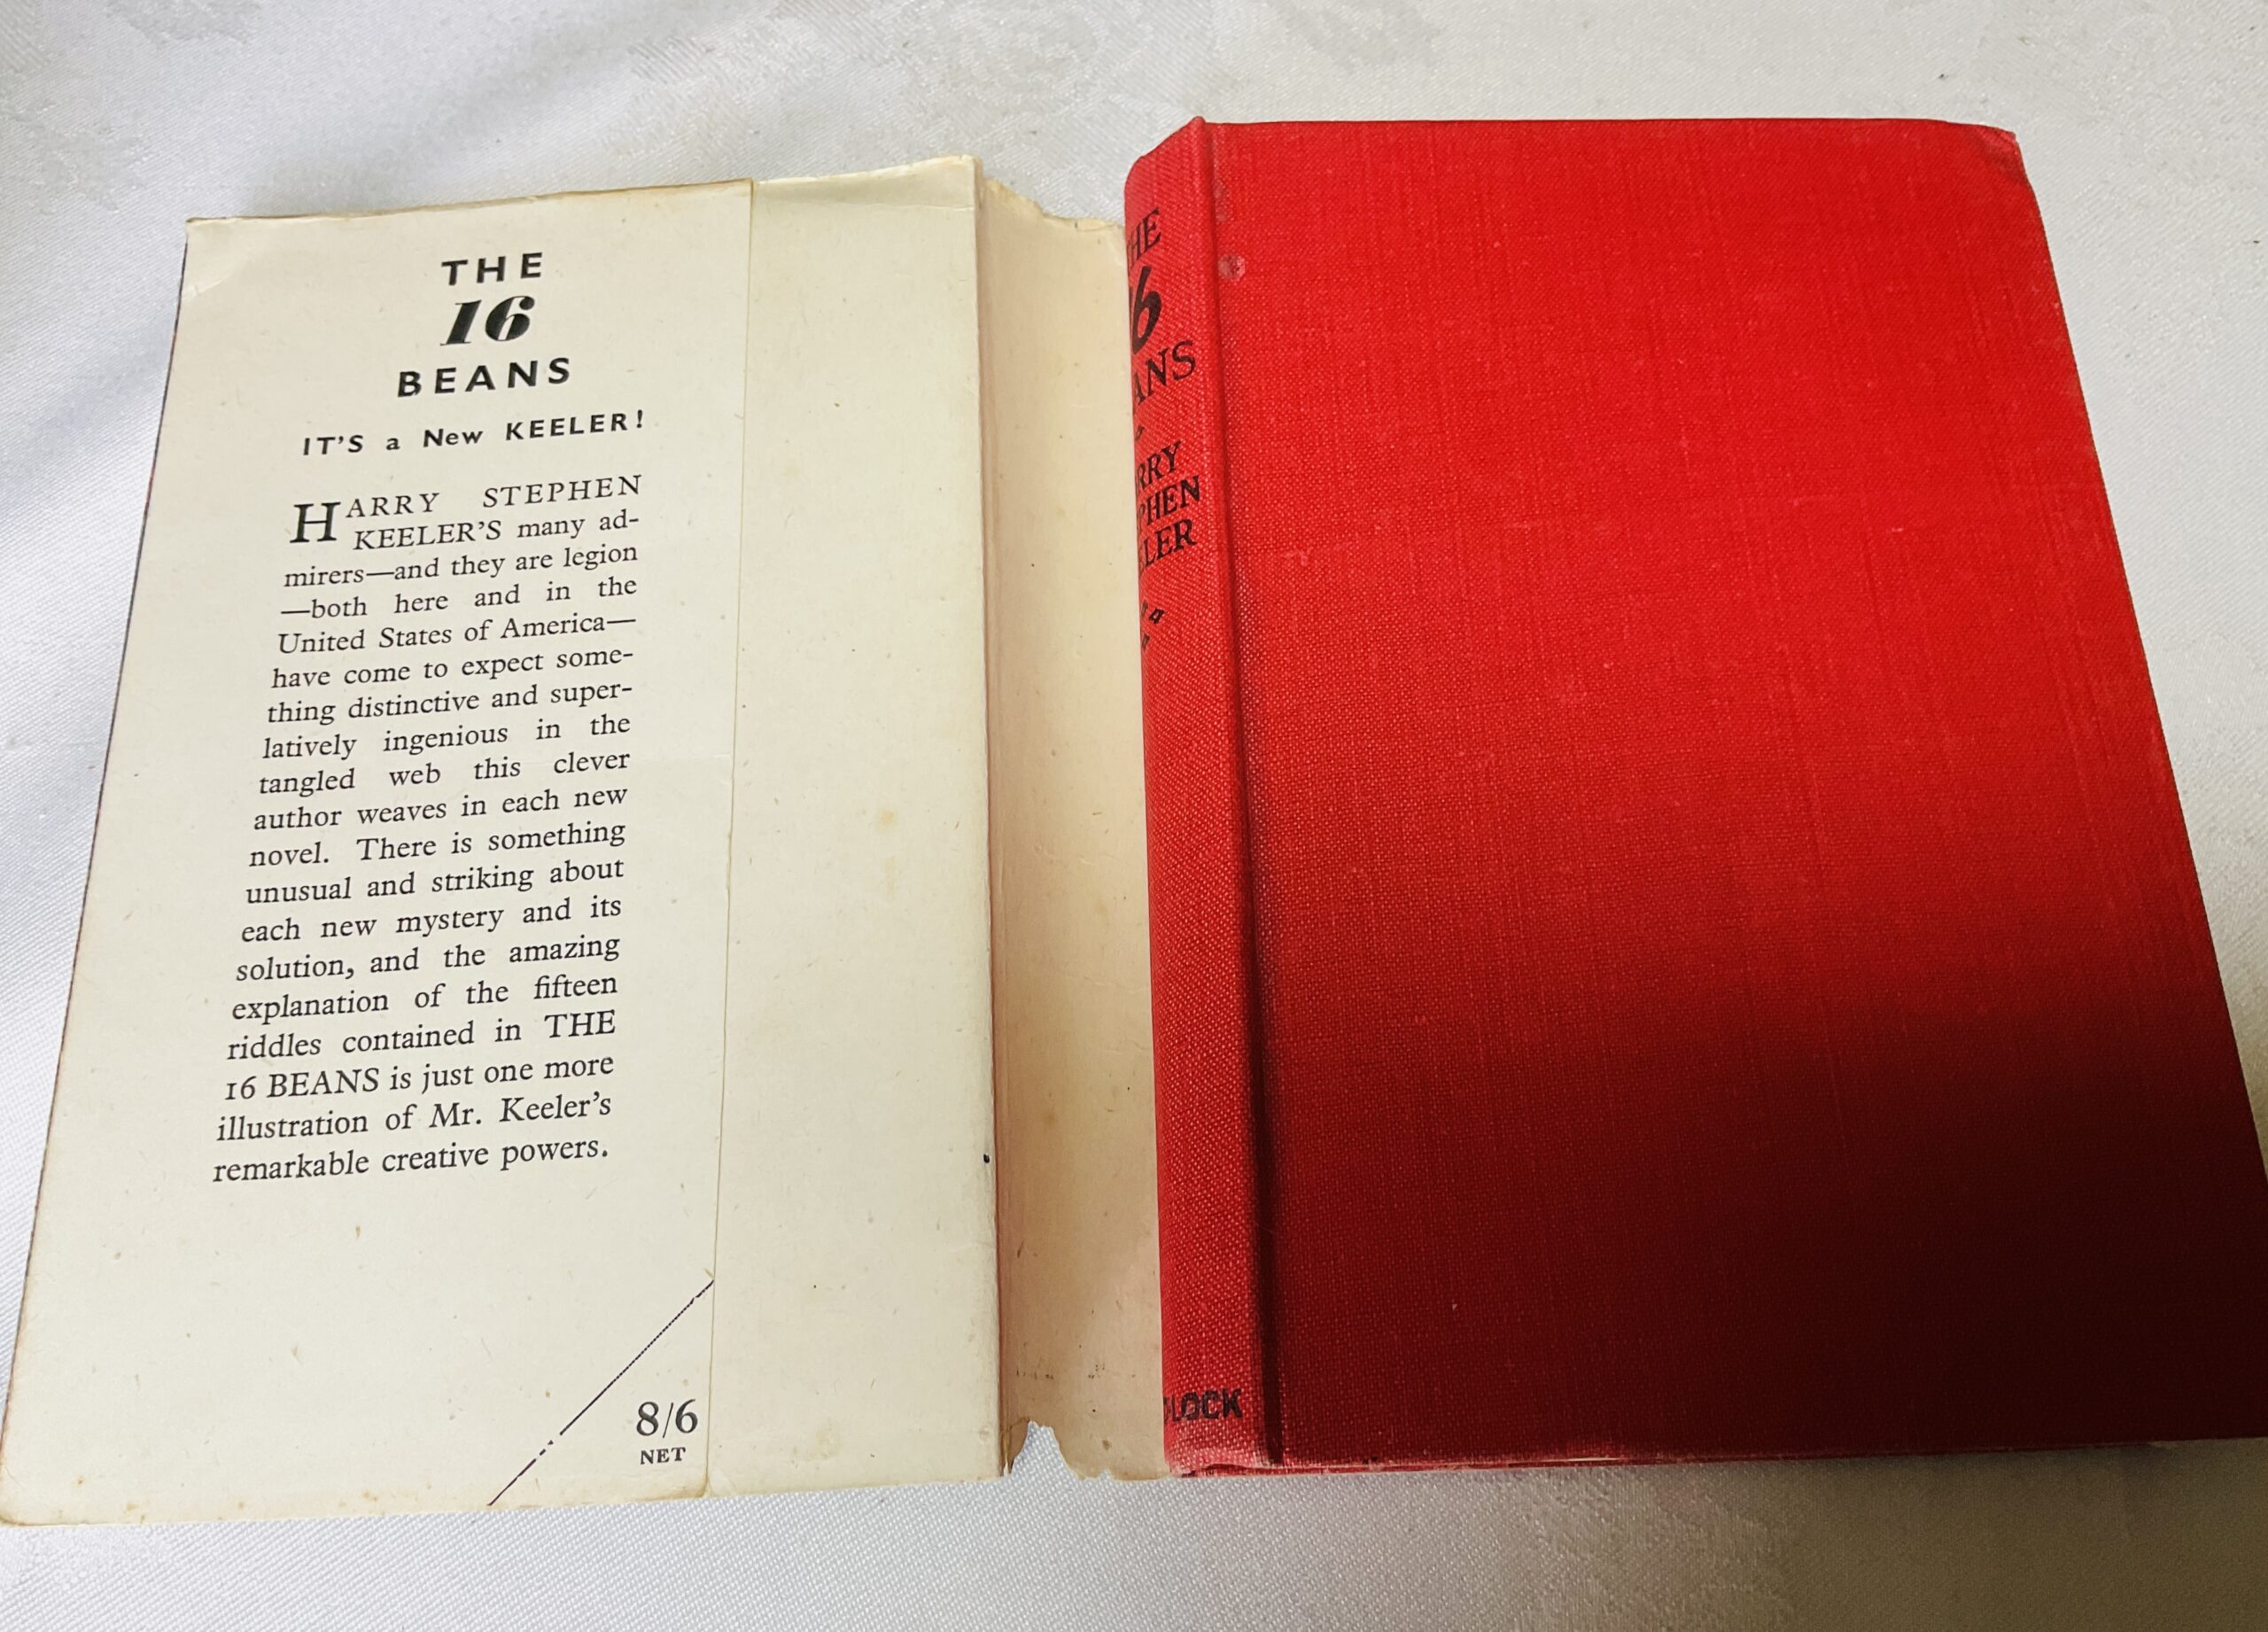 THE
16
BEANS
IT'S a New KEELER!
HARRY STEPHEN
KEELER'S many ad-
mirers—and they are legion
—both here and in the
United States of America—
have come to expect some-
thing distinctive and super-
latively ingenious in the
tangled web this clever
author weaves in each new
novel. There is something
unusual and striking about
each new mystery and its
solution, and the amazing
explanation of the fifteen
riddles contained in THE
16 BEANS is just one more
illustration of Mr. Keeler's
remarkable creative powers.
8/6
NET
HE
6
ANS
RRY
PHEN
LER
LOCK